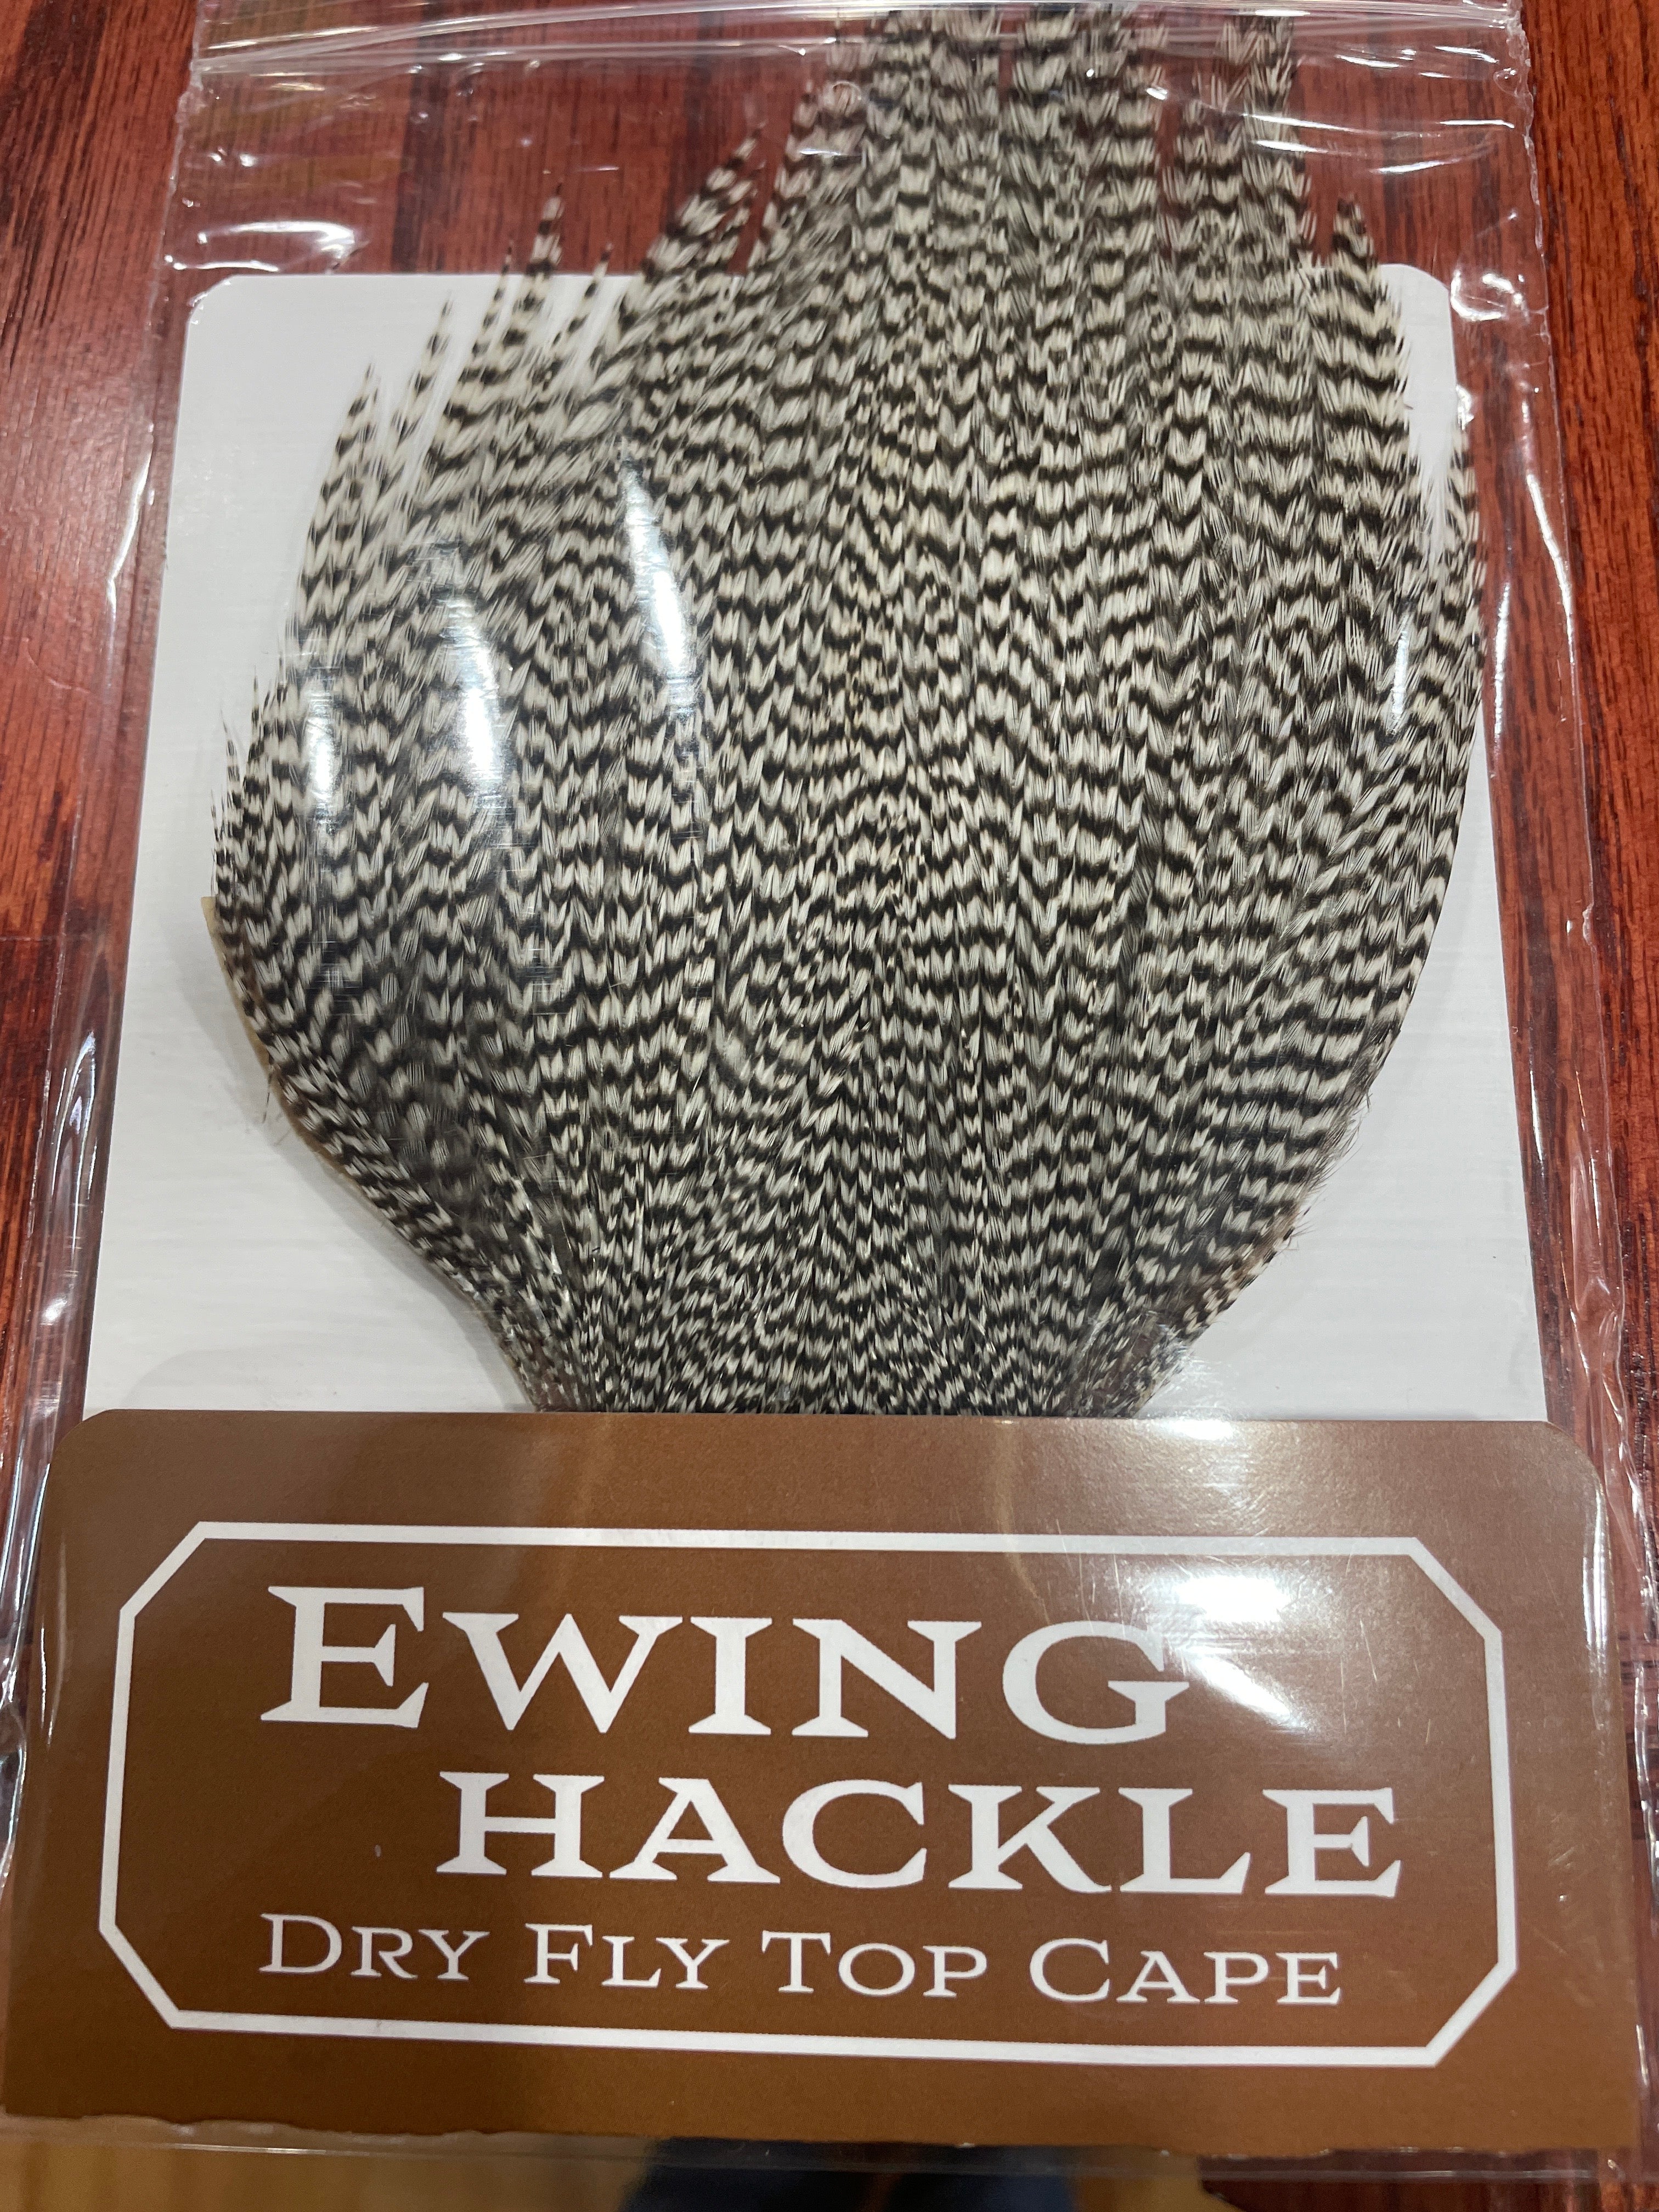 EWING
HACKLE
DRY FLY TOP CAPE